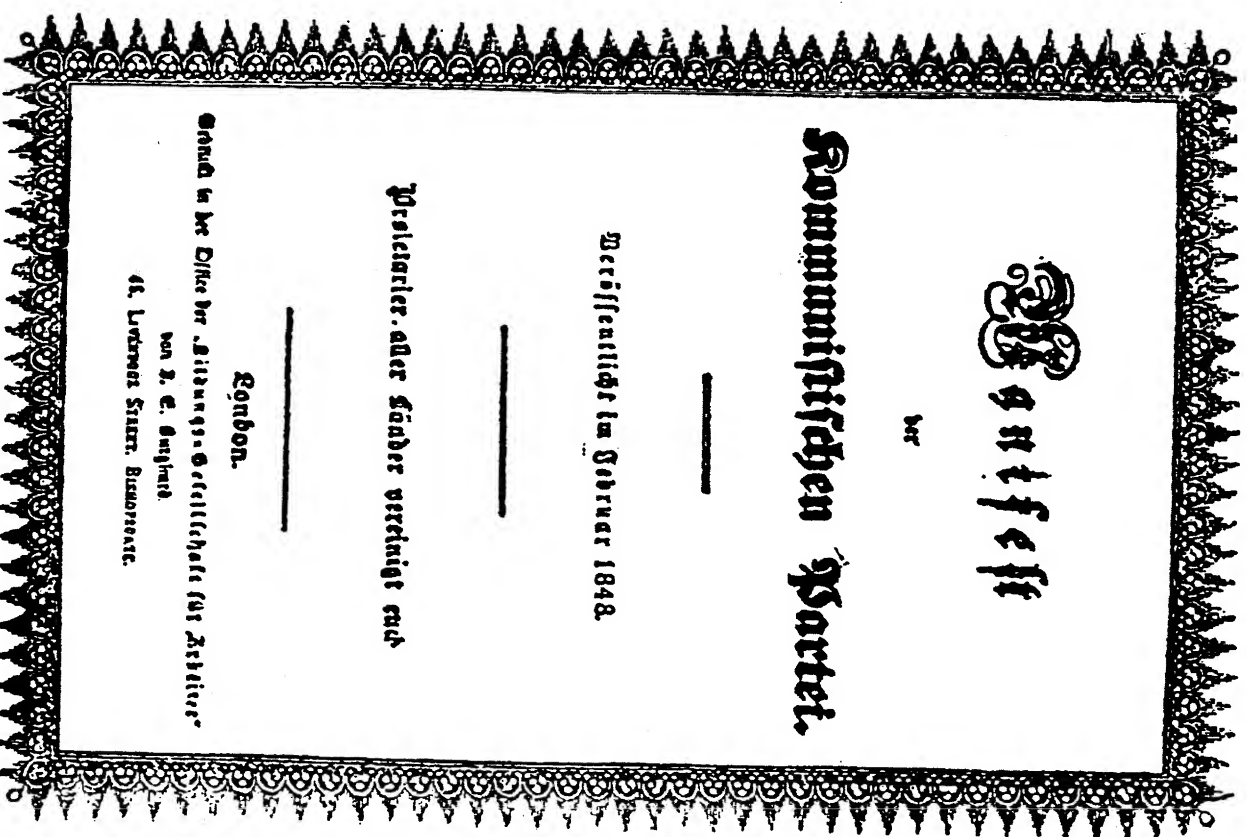 Manifest
der
Kommunistischen Partei.
Veröffentlicht im Februar 1848.
Proletarier aller Länder vereinigt euch
London.
Gedruckt in der Office der „Bildungs-Gesellschaft für Arbeiter“
von J. E. Burghard.
46, Liverpool Street, Bishopsgate.